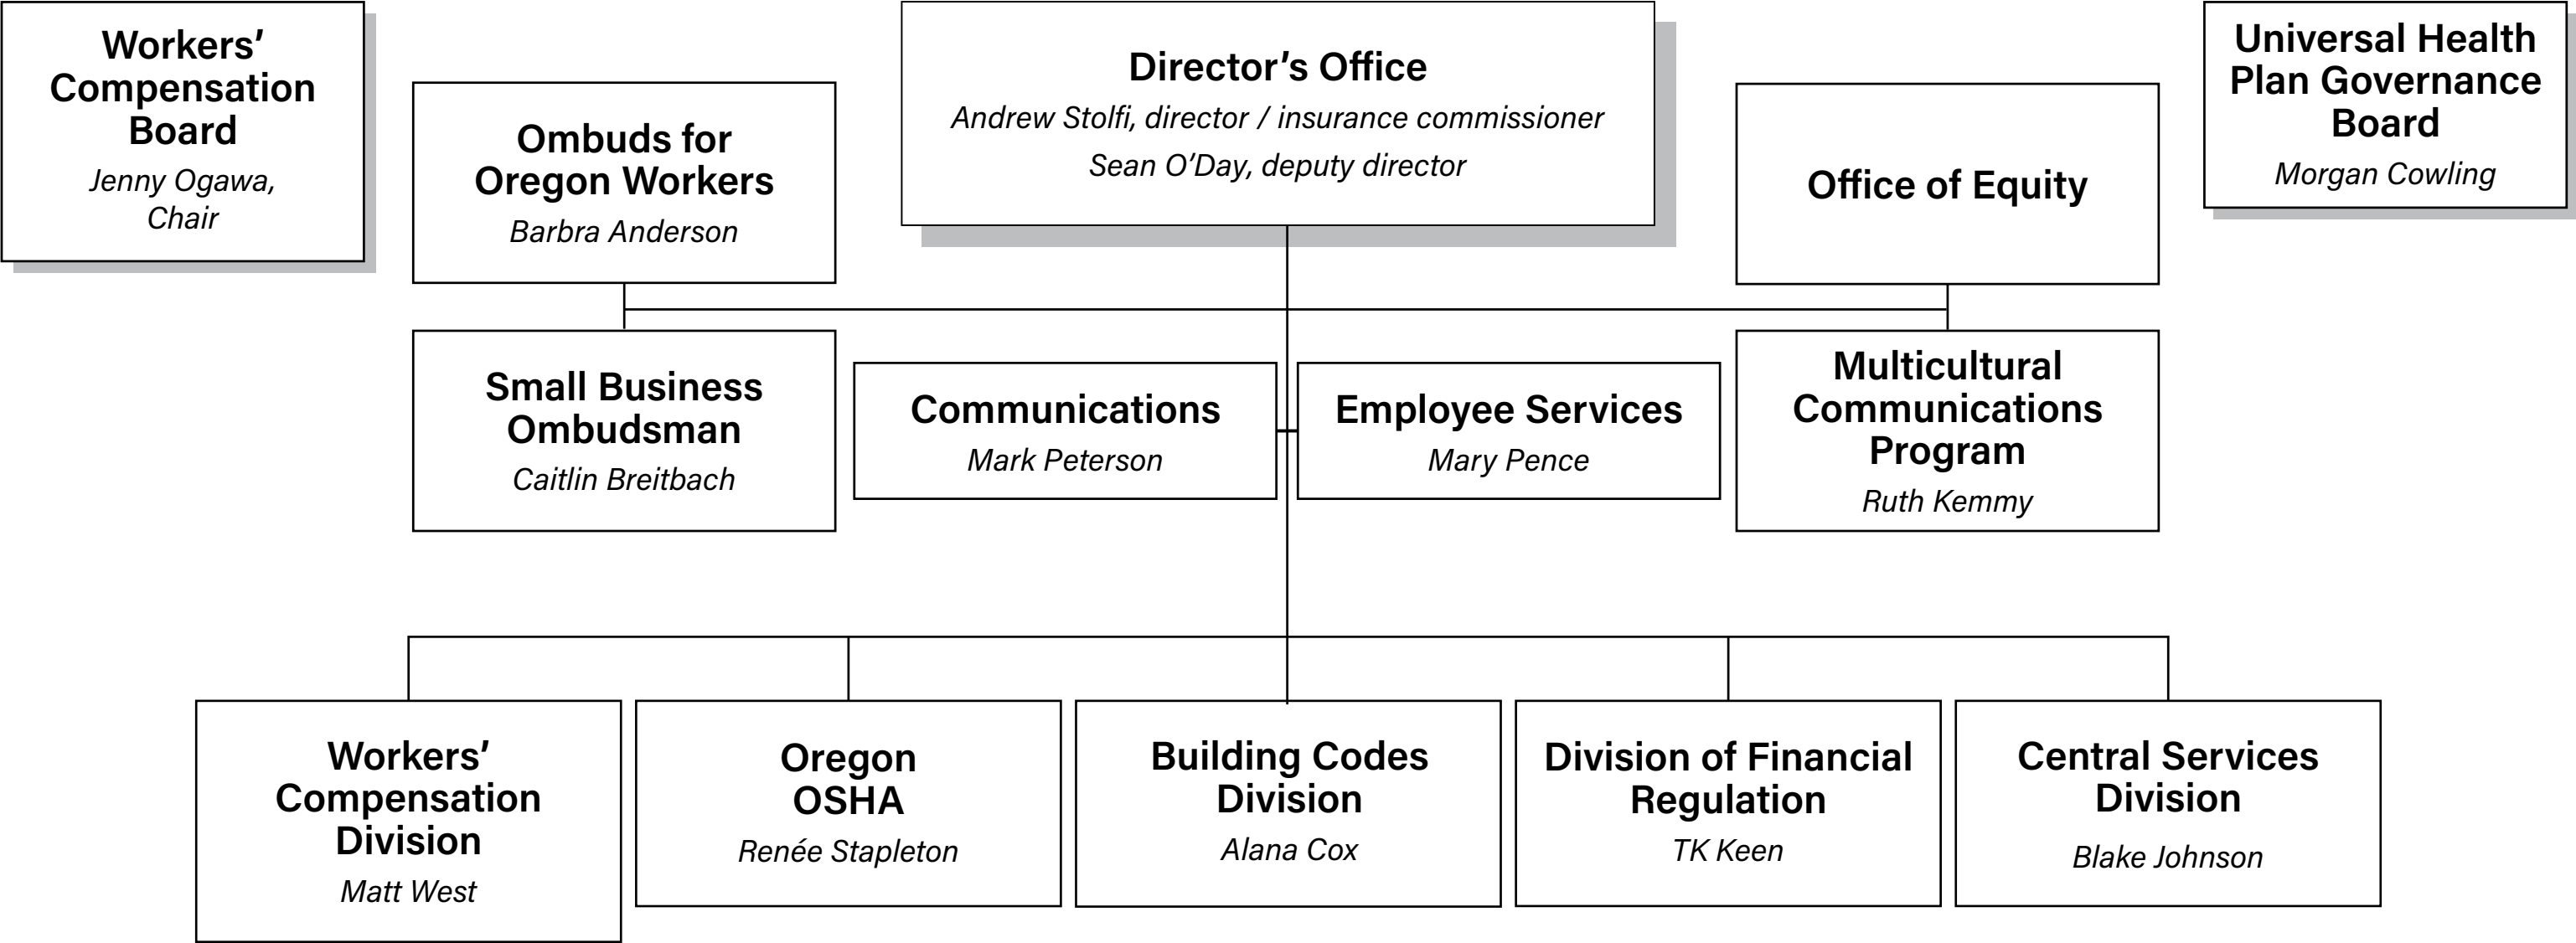 Workers’
Compensation
Board
Jenny Ogawa,
Chair
Ombuds for
Oregon Workers
Barbra Anderson
Director’s Office
Andrew Stolfi, director / insurance commissioner
Sean O’Day, deputy director
Office of Equity
Universal Health
Plan Governance
Board
Morgan Cowling
Small Business
Ombudsman
Caitlin Breitbach
Communications
Mark Peterson
Employee Services
Mary Pence
Multicultural
Communications
Program
Ruth Kemmy
Workers’
Compensation
Division
Matt West
Oregon
OSHA
Renée Stapleton
Building Codes
Division
Alana Cox
Division of Financial
Regulation
TK Keen
Central Services
Division
Blake Johnson